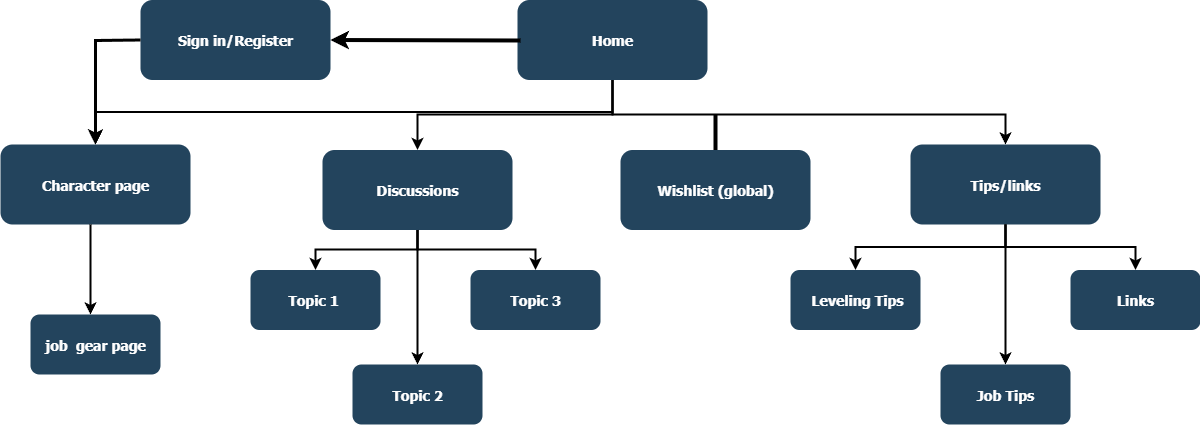 Sign in/Register
Home
Character page
Discussions
Wishlist (global)
Tips/links
Topic 1
Topic 3
Leveling Tips
Links
job  gear page
Topic 2
Job Tips